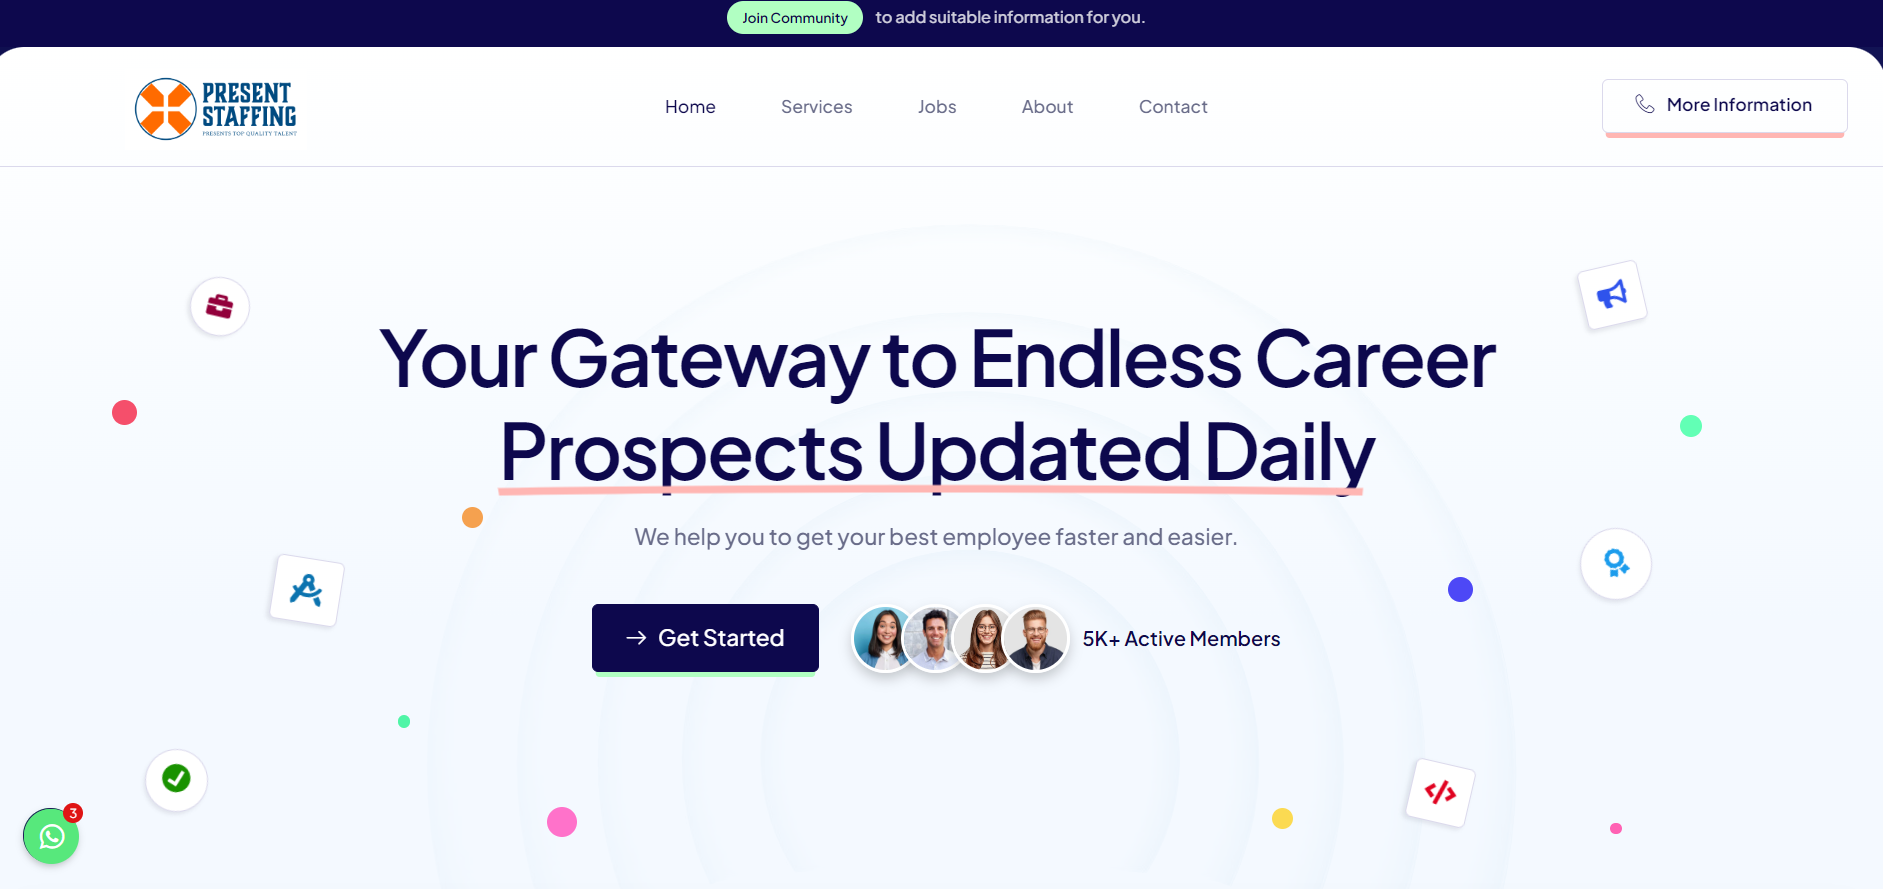 Join Community to add suitable information for you.
PRESENT
STAFFING
PRESENTS TOP QUALITY TALENT
Home Services Jobs About Contact
More Information
Your Gateway to Endless Career
Prospects Updated Daily
We help you to get your best employee faster and easier.
Get Started
5K+ Active Members
3